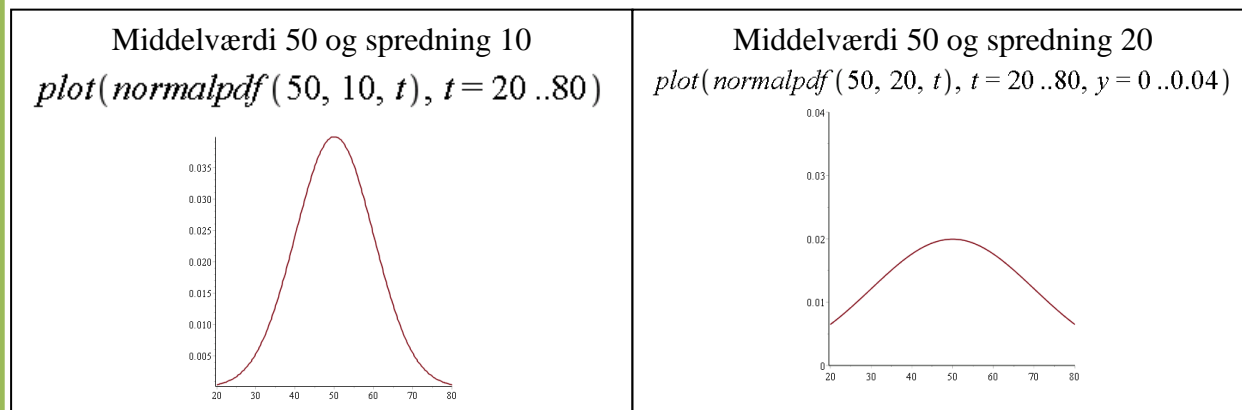 Middelværdi 50 og spredning 10
plot(normalpdf(50, 10, t), t = 20 ..80)
0.035
0.030
0.025
0.020
0.015
0.010
0.005
20 30 40 50 60 70 80
Middelværdi 50 og spredning 20
plot(normalpdf(50, 20, t), t = 20 ..80, y = 0 ..0.04)
0.04
0.03
0.02
0.01
0
20 30 40 50 60 70 80